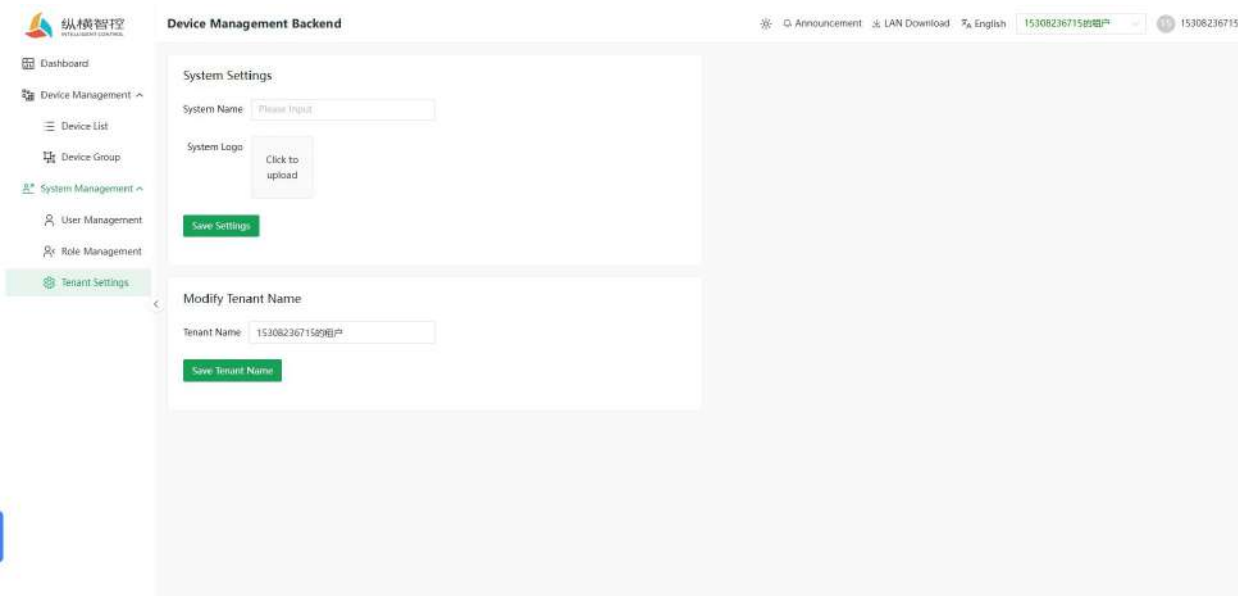 纵横智控
INTELLIGENT CONTROL
Device Management Backend
Announcement
LAN Download
English
15308236715的租户
15
15308236715
Dashboard
Device Management
Device List
Device Group
System Management
User Management
Role Management
Tenant Settings
System Settings
System Name
Please Input
System Logo
Click to
upload
Save Settings
Modify Tenant Name
Tenant Name
15308236715的租户
Save Tenant Name